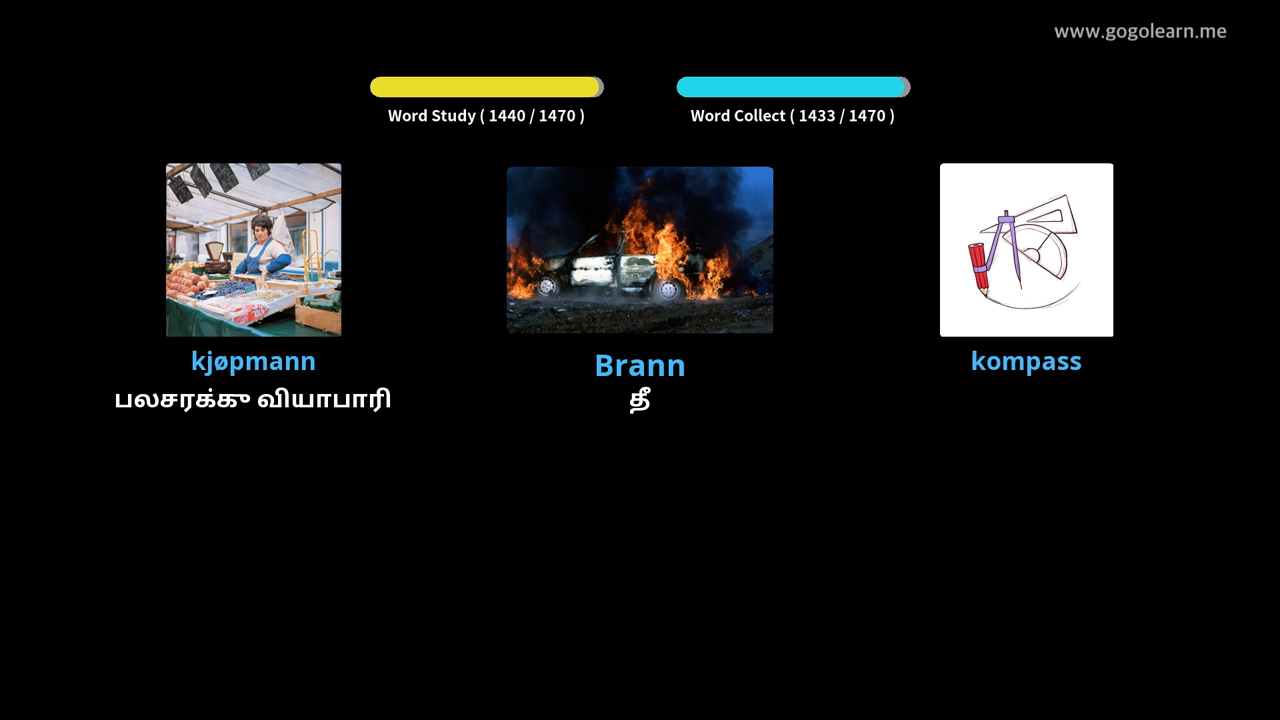 www.gogolearn.me
Word Study ( 1440 / 1470 )
Word Collect ( 1433 / 1470 )
kjøpmann
பலசரக்கு வியாபாரி
Brann
தீ
kompass